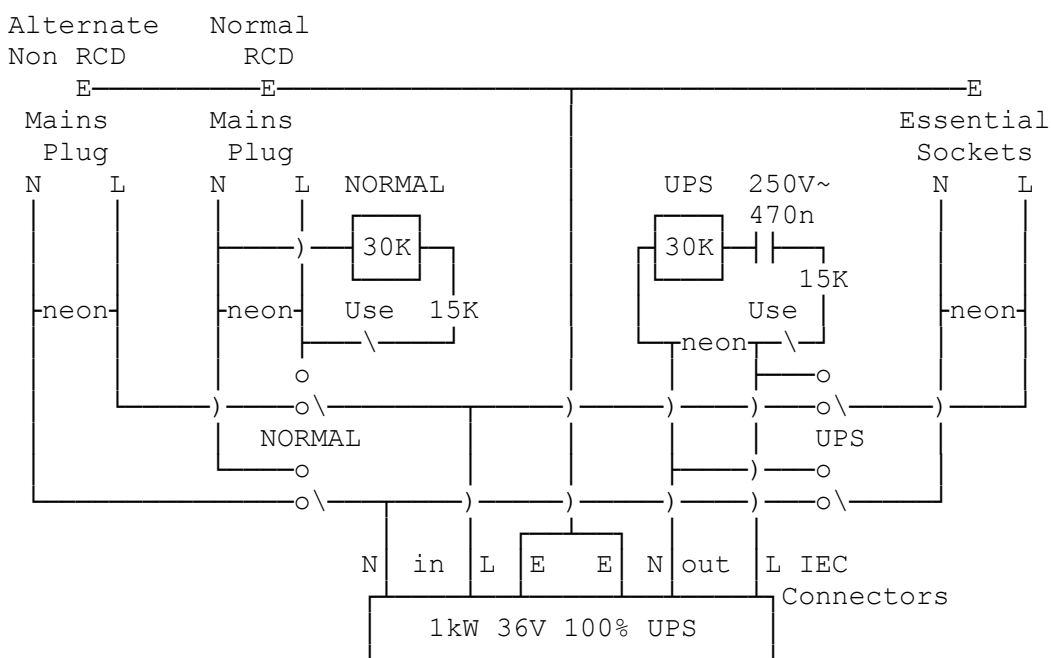 Alternate Normal
Non RCD RCD
E E E
Mains Mains Essential
Plug Plug Sockets
N L N L NORMAL UPS 250V~ N L
470n
30K 30K
15K
neon neon Use 15K Use neon
neon
NORMAL UPS
N in L E E N out L IEC
Connectors
1kW 36V 100% UPS